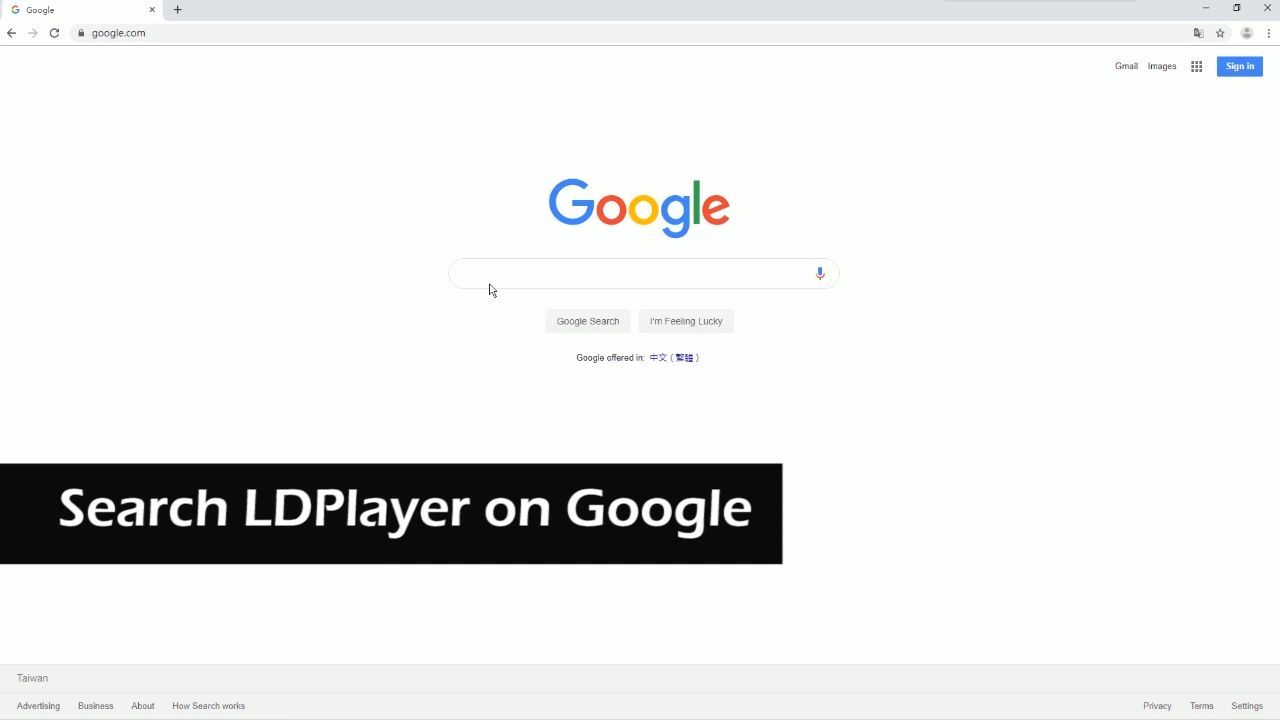 Google
google.com
Gmail Images Sign in
Google
Google Search I'm Feeling Lucky
Google offered in: 中文 ( 繁體 )
Search LDPlayer on Google
Taiwan
Advertising Business About How Search works Privacy Terms Settings